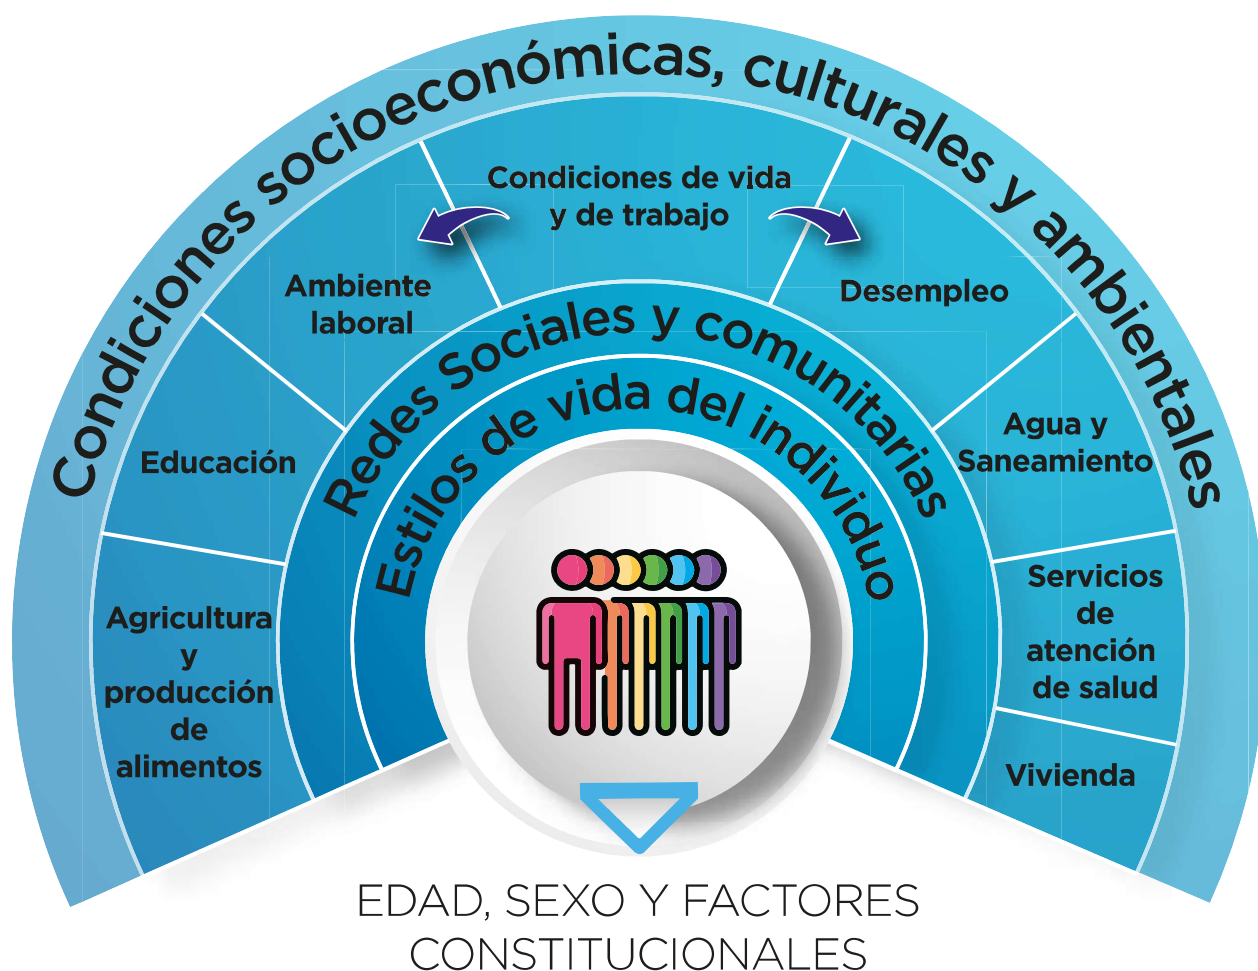 Condiciones socioeconómicas, culturales y ambientales
Condiciones de vida
y de trabajo
Ambiente
laboral
Desempleo
Educación
Agua y
Saneamiento
Agricultura
y
producción
de
alimentos
Servicios
de
atención
de salud
Vivienda
Redes Sociales y comunitarias
Estilos de vida del individuo
EDAD, SEXO Y FACTORES
CONSTITUCIONALES